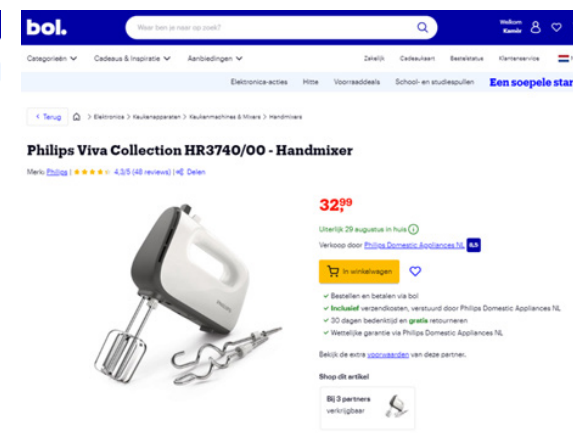 bol.
Waar ben je naar op zoek?
Welkom
Kamir
Categorieën
Cadeaus & Inspiratie
Aanbiedingen
Zakelijk
Cadeaukaart
Bestelstatus
Klantenservice
Elektronica-acties
Hitte
Voorraaddeals
School- en studiespullen
Een soepele star
< Terug
> Elektronica > Keukenapparaten > Keukenmachines & Mixers > Handmixers
Philips Viva Collection HR3740/00 - Handmixer
Merk: Philips | 4,3/5 (48 reviews) | Delen
32,99
Uiterlijk 29 augustus in huis
Verkoop door Philips Domestic Appliances NL 8,5
In winkelwagen
Bestellen en betalen via bol
Inclusief verzendkosten, verstuurd door Philips Domestic Appliances NL
30 dagen bedenktijd en gratis retourneren
Wettelijke garantie via Philips Domestic Appliances NL
Bekijk de extra voorwaarden van deze partner.
Shop dit artikel
Bij 3 partners
verkrijgbaar
PHILIPS